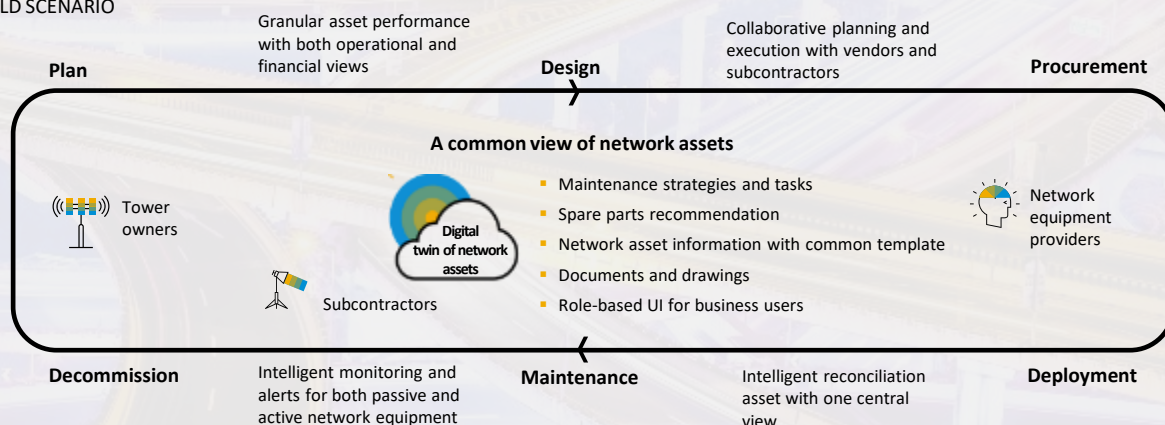 LD SCENARIO
Granular asset performance
with both operational and
financial views
Collaborative planning and
execution with vendors and
subcontractors
Plan
Design
Procurement
A common view of network assets
Tower
owners
Subcontractors
Digital
twin of network
assets
▪ Maintenance strategies and tasks
▪ Spare parts recommendation
▪ Network asset information with common template
▪ Documents and drawings
▪ Role-based UI for business users
Network
equipment
providers
Decommission
Intelligent monitoring and
alerts for both passive and
active network equipment
Maintenance
Intelligent reconciliation
asset with one central
view
Deployment